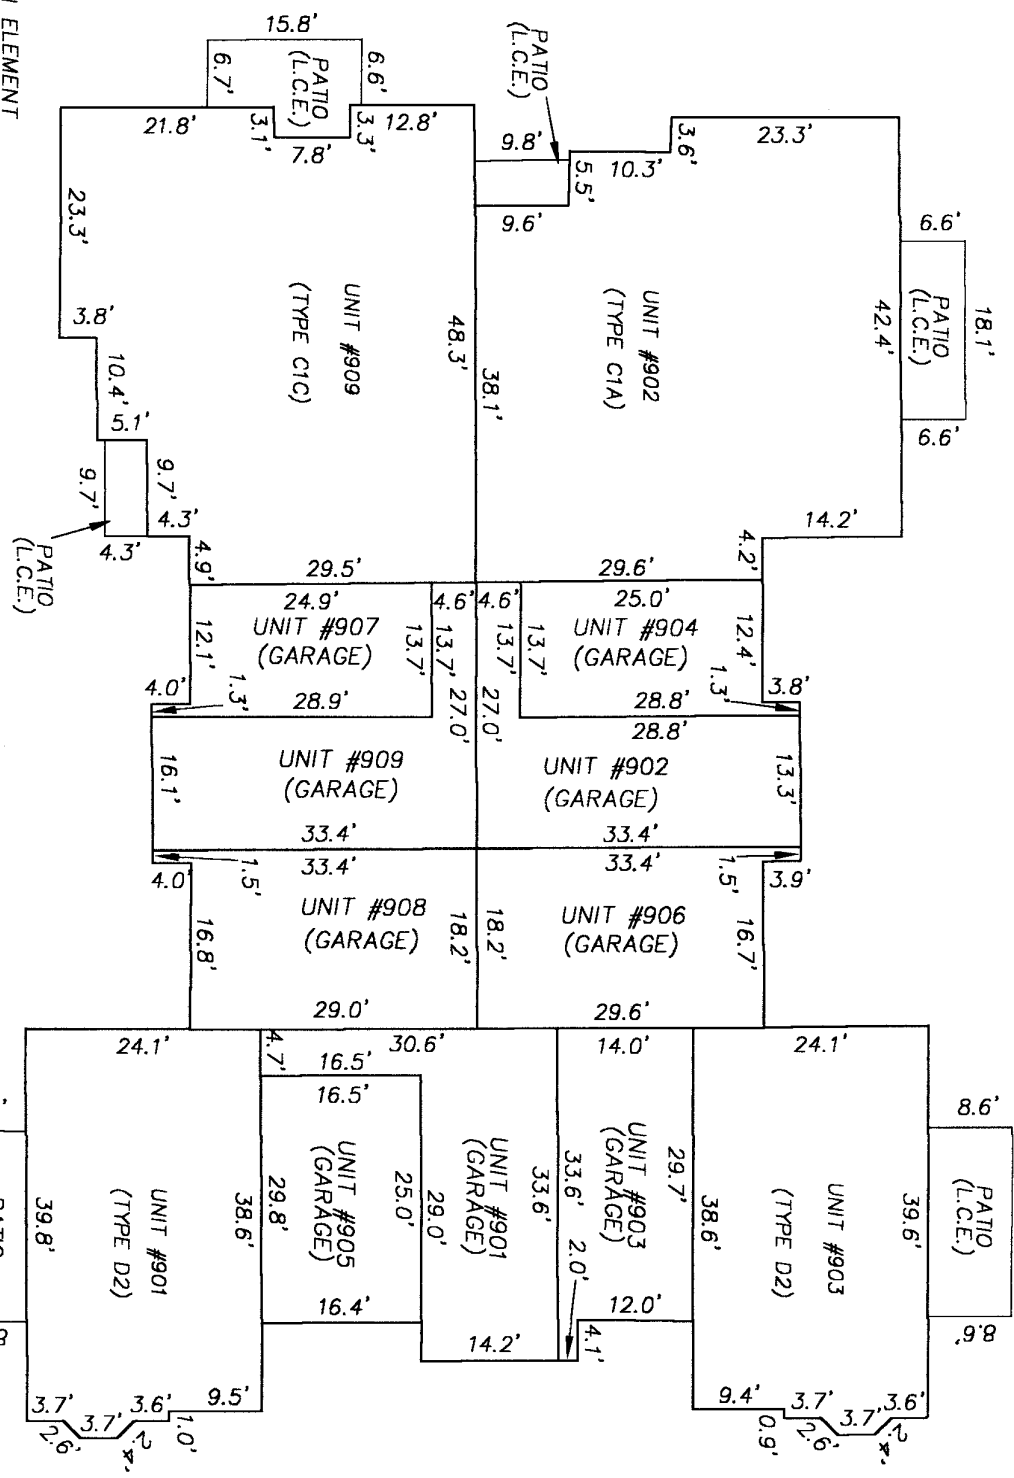 ELEMENT
15.8'
6.7'
PATIO
(L.C.E.)
6.6'
21.8'
3.1'
7.8'
3.3'
12.8'
PATIO
(L.C.E.)
9.8'
5.5'
9.6'
10.3'
3.6'
23.3'
6.6'
PATIO
(L.C.E.)
18.1'
42.4'
6.6'
UNIT #902
(TYPE C1A)
UNIT #909
(TYPE C1C)
48.3'
38.1'
23.3'
3.8'
10.4'
5.1'
9.7'
9.7'
4.3'
4.3'
PATIO
(L.C.E.)
4.9'
29.5'
29.6'
4.2'
14.2'
24.9'
4.6'
4.6'
25.0'
UNIT #907
(GARAGE)
13.7'
13.7'
13.7'
13.7'
UNIT #904
(GARAGE)
12.1'
12.4'
4.0'
1.3'
28.9'
27.0'
27.0'
28.8'
1.3'
3.8'
28.8'
16.1'
UNIT #909
(GARAGE)
UNIT #902
(GARAGE)
13.3'
33.4'
33.4'
33.4'
33.4'
4.0'
1.5'
1.5'
3.9'
UNIT #908
(GARAGE)
18.2'
18.2'
UNIT #906
(GARAGE)
16.8'
16.7'
29.0'
29.6'
24.1'
4.7'
30.6'
14.0'
24.1'
16.5'
16.5'
8.6'
PATIO
(L.C.E.)
8.6'
UNIT #901
(TYPE D2)
39.8'
38.6'
29.8'
UNIT #905
(GARAGE)
25.0'
29.0'
UNIT #901
(GARAGE)
33.6'
33.6'
2.0'
UNIT #903
(GARAGE)
29.7'
38.6'
UNIT #903
(TYPE D2)
39.6'
16.4'
14.2'
4.1'
12.0'
3.7'
2.6'
3.7'
2.4'
3.6'
1.0'
9.5'
9.4'
0.9'
3.7'
2.6'
3.7'
2.4'
3.6'